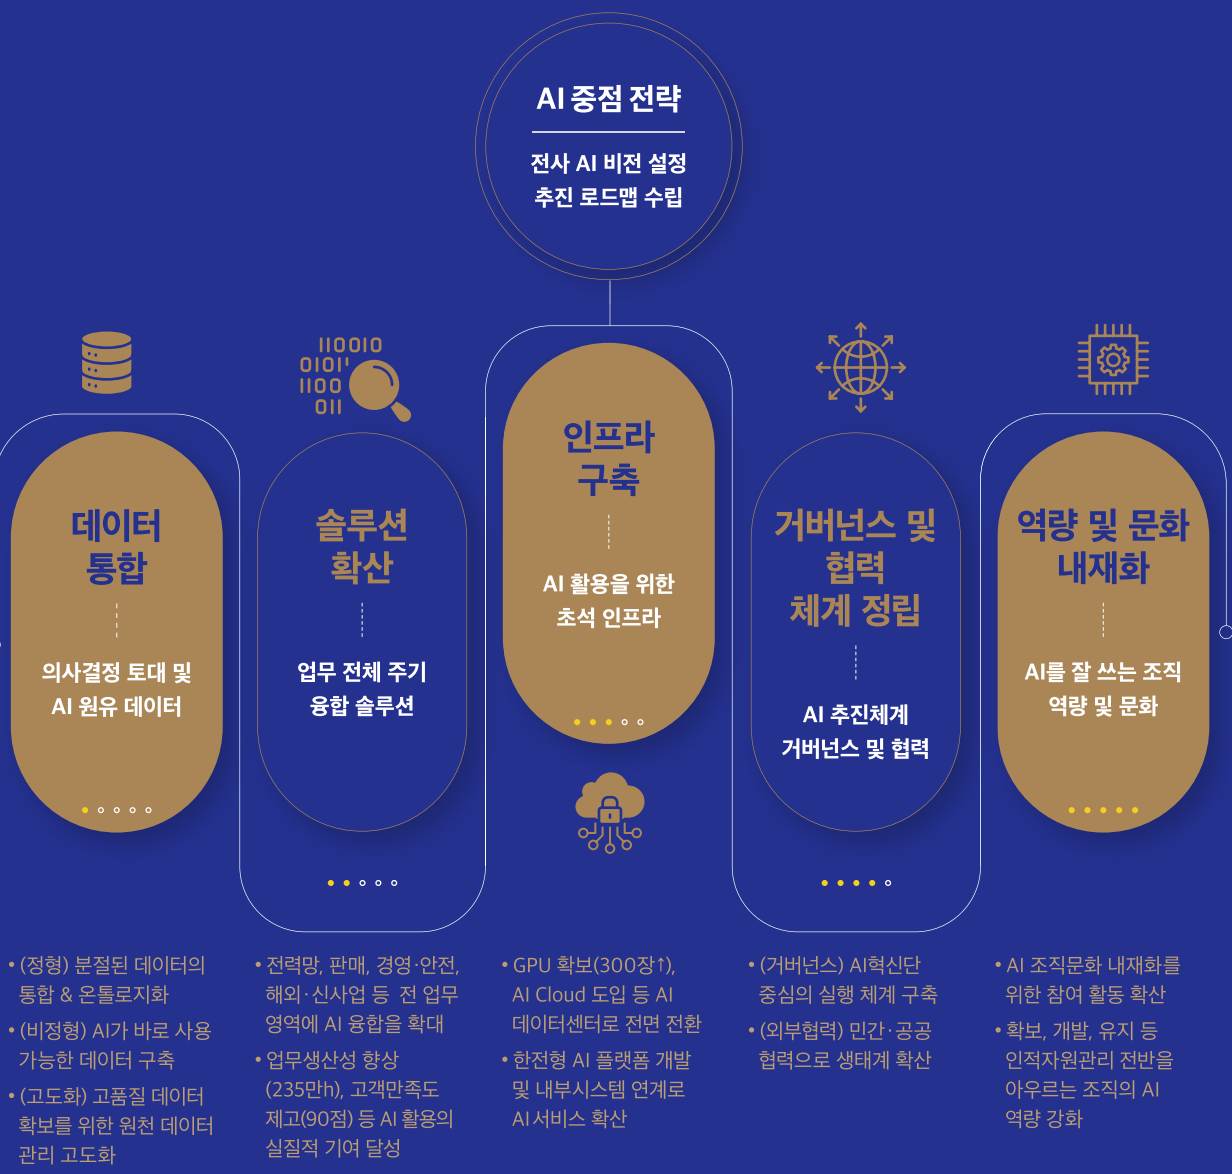 AI 중점 전략
전사 AI 비전 설정
추진 로드맵 수립
110010
0101
1100
011
데이터
통합
의사결정 토대 및
AI 원유 데이터
솔루션
확산
업무 전체 주기
융합 솔루션
인프라
구축
AI 활용을 위한
초석 인프라
거버넌스 및
협력
체계 정립
AI 추진체계
거버넌스 및 협력
역량 및 문화
내재화
AI를 잘 쓰는 조직
역량 및 문화
• (정형) 분절된 데이터의
통합 & 온톨로지화
• (비정형) AI가 바로 사용
가능한 데이터 구축
• (고도화) 고품질 데이터
확보를 위한 원천 데이터
관리 고도화
• 전력망, 판매, 경영·안전,
해외·신사업 등 전 업무
영역에 AI 융합을 확대
• 업무생산성 향상
(235만h), 고객만족도
제고(90점) 등 AI 활용의
실질적 기여 달성
• GPU 확보(300장↑),
AI Cloud 도입 등 AI
데이터센터로 전면 전환
• 한전형 AI 플랫폼 개발
및 내부시스템 연계로
AI서비스 확산
• (거버넌스) AI혁신단
중심의 실행 체계 구축
• (외부협력) 민간·공공
협력으로 생태계 확산
• AI 조직문화 내재화를
위한 참여 활동 확산
• 확보, 개발, 유지 등
인적자원관리 전반을
아우르는 조직의 AI
역량 강화